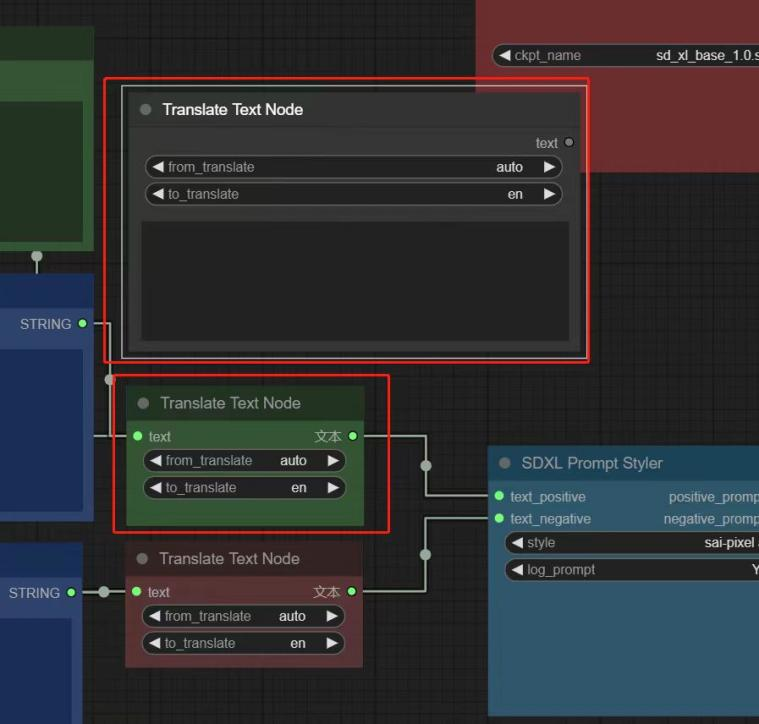 ckpt_name sd_xl_base_1.0.s
Translate Text Node
text
from_translate auto
to_translate en
STRING
Translate Text Node
text 文本
from_translate auto
to_translate en
SDXL Prompt Styler
text_positive positive_promp
text_negative negative_promp
style sai-pixel
log_prompt Y
Translate Text Node
STRING
text 文本
from_translate auto
to_translate en